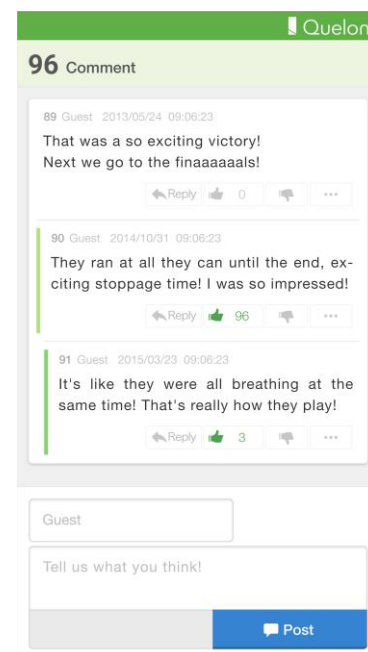 Quelon
96 Comment
89 Guest 2013/05/24 09:06:23
That was a so exciting victory!
Next we go to the finaaaaaals!
Reply 0 ...
90 Guest 2014/10/31 09:06:23
They ran at all they can until the end, ex-
citing stoppage time! I was so impressed!
Reply 96 ...
91 Guest 2015/03/23 09:06:23
It's like they were all breathing at the
same time! That's really how they play!
Reply 3 ...
Guest
Tell us what you think!
Post